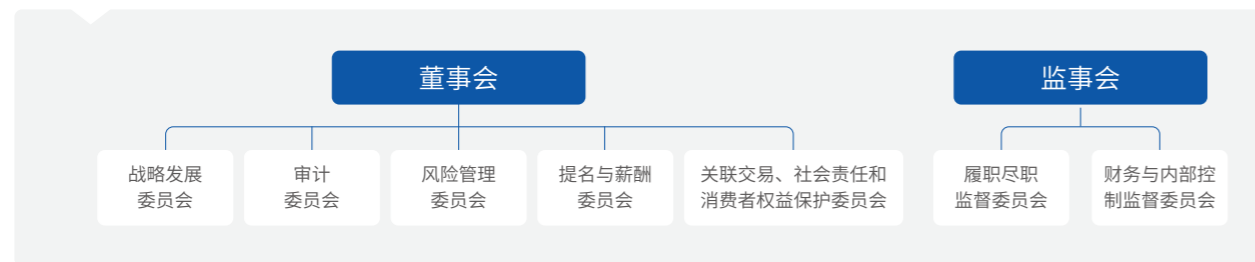 董事会
监事会
战略发展
委员会
审计
委员会
风险管理
委员会
提名与薪酬
委员会
关联交易、社会责任和
消费者权益保护委员会
履职尽职
监督委员会
财务与内部控
制监督委员会